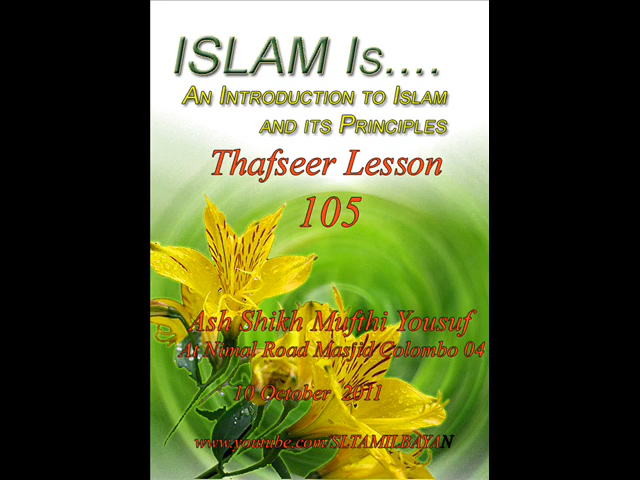 ISLAM IS....
AN INTRODUCTION TO ISLAM
AND ITS PRINCIPLES
Thafseer Lesson
105
Ash Shikh Mufthi Yousuf
At Nimal Road Masjid Colombo 04
10 October 2011
www.youtube.com/SLTAMILBAYAN